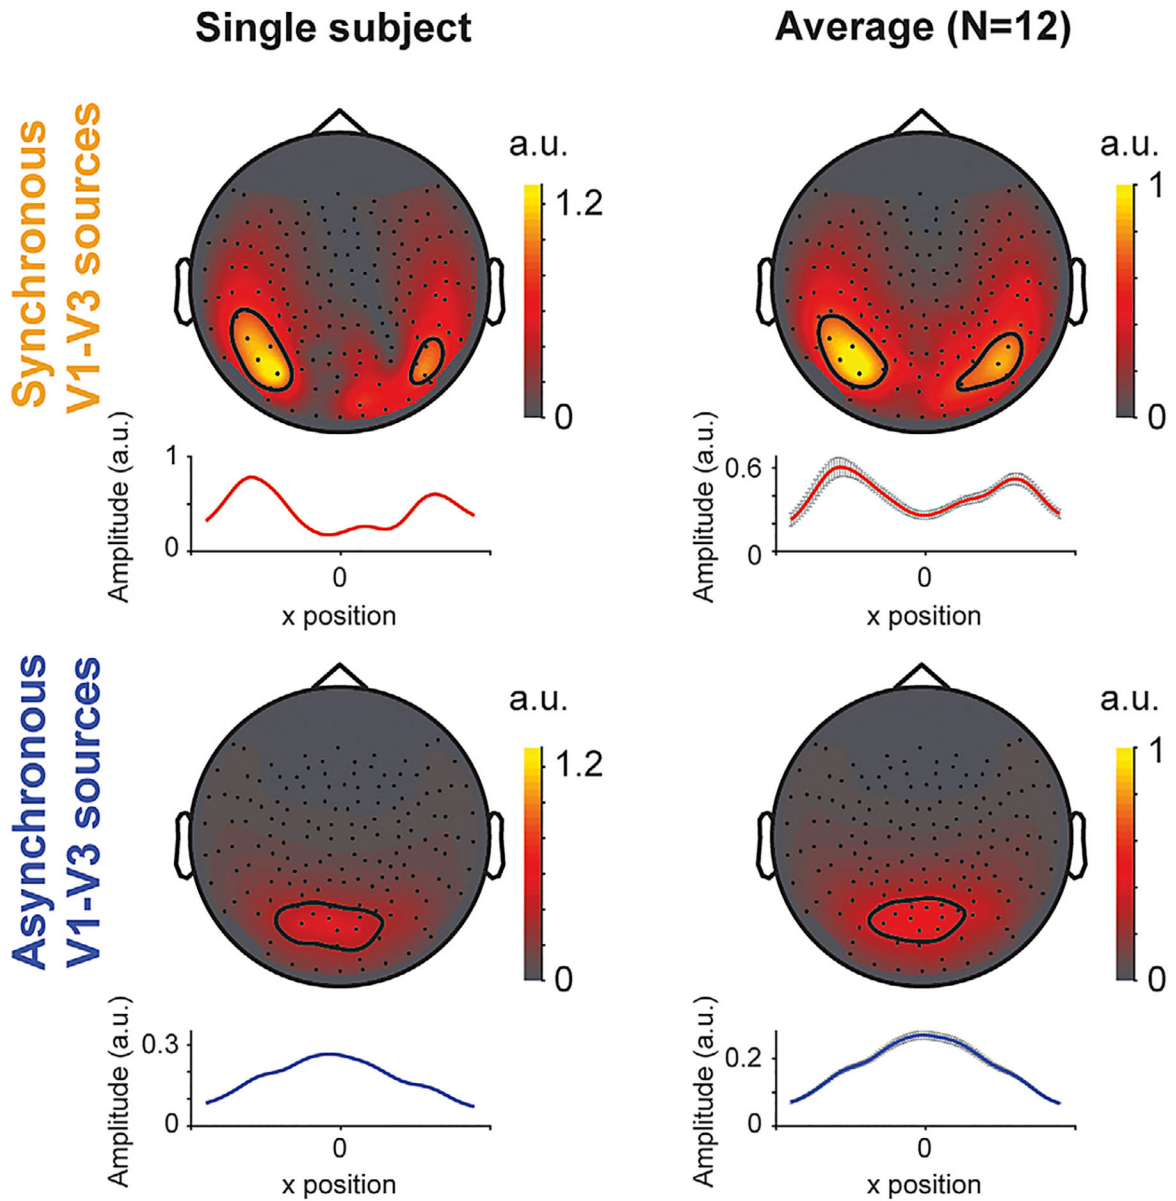 Single subject
Average (N=12)
Synchronous
V1-V3 sources
a.u.
1.2
0
a.u.
1
0
Amplitude (a.u.)
1
0
0
x position
Amplitude (a.u.)
0.6
0
0
x position
Asynchronous
V1-V3 sources
a.u.
1.2
0
a.u.
1
0
Amplitude (a.u.)
0.3
0
0
x position
Amplitude (a.u.)
0.2
0
0
x position